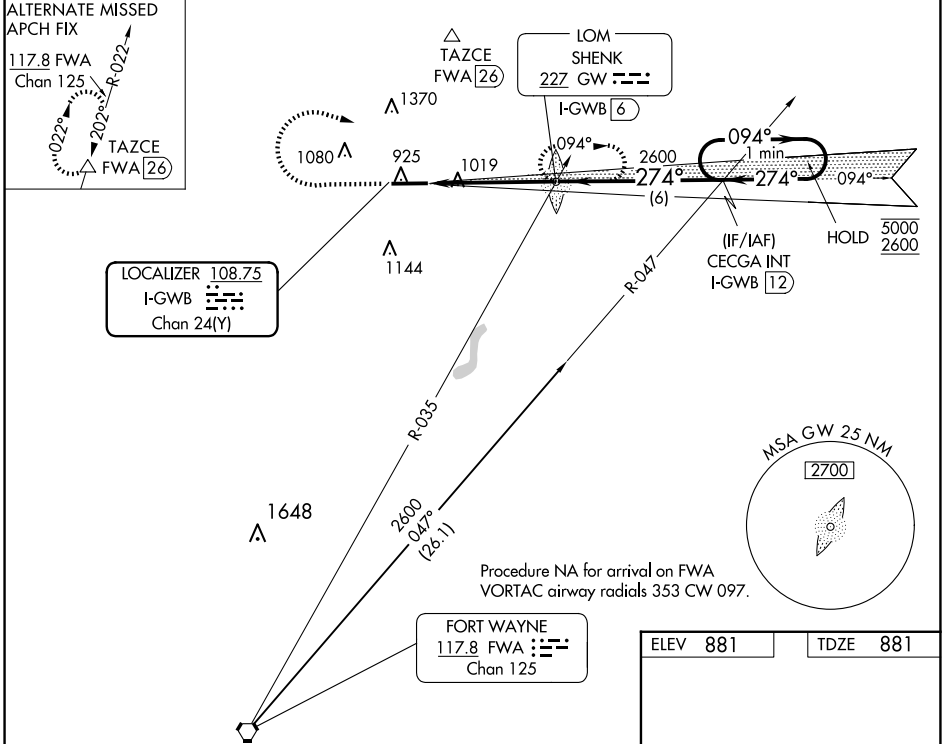 ALTERNATE MISSED
APCH FIX
117.8 FWA
Chan 125
R-022
022°
202°
TAZCE
FWA 26
TAZCE
FWA 26
LOM
SHENK
227 GW
I-GWB 6
1370
1080
925
1019
094°
2600
274°
(6)
094°
1 min
274°
094°
HOLD
5000
2600
(IF/IAF)
CECGA INT
I-GWB 12
1144
LOCALIZER 108.75
I-GWB
Chan 24(Y)
R-047
R-035
1648
2600
047°
(26.1)
MSA GW 25 NM
2700
Procedure NA for arrival on FWA
VORTAC airway radials 353 CW 097.
FORT WAYNE
117.8 FWA
Chan 125
ELEV 881
TDZE 881